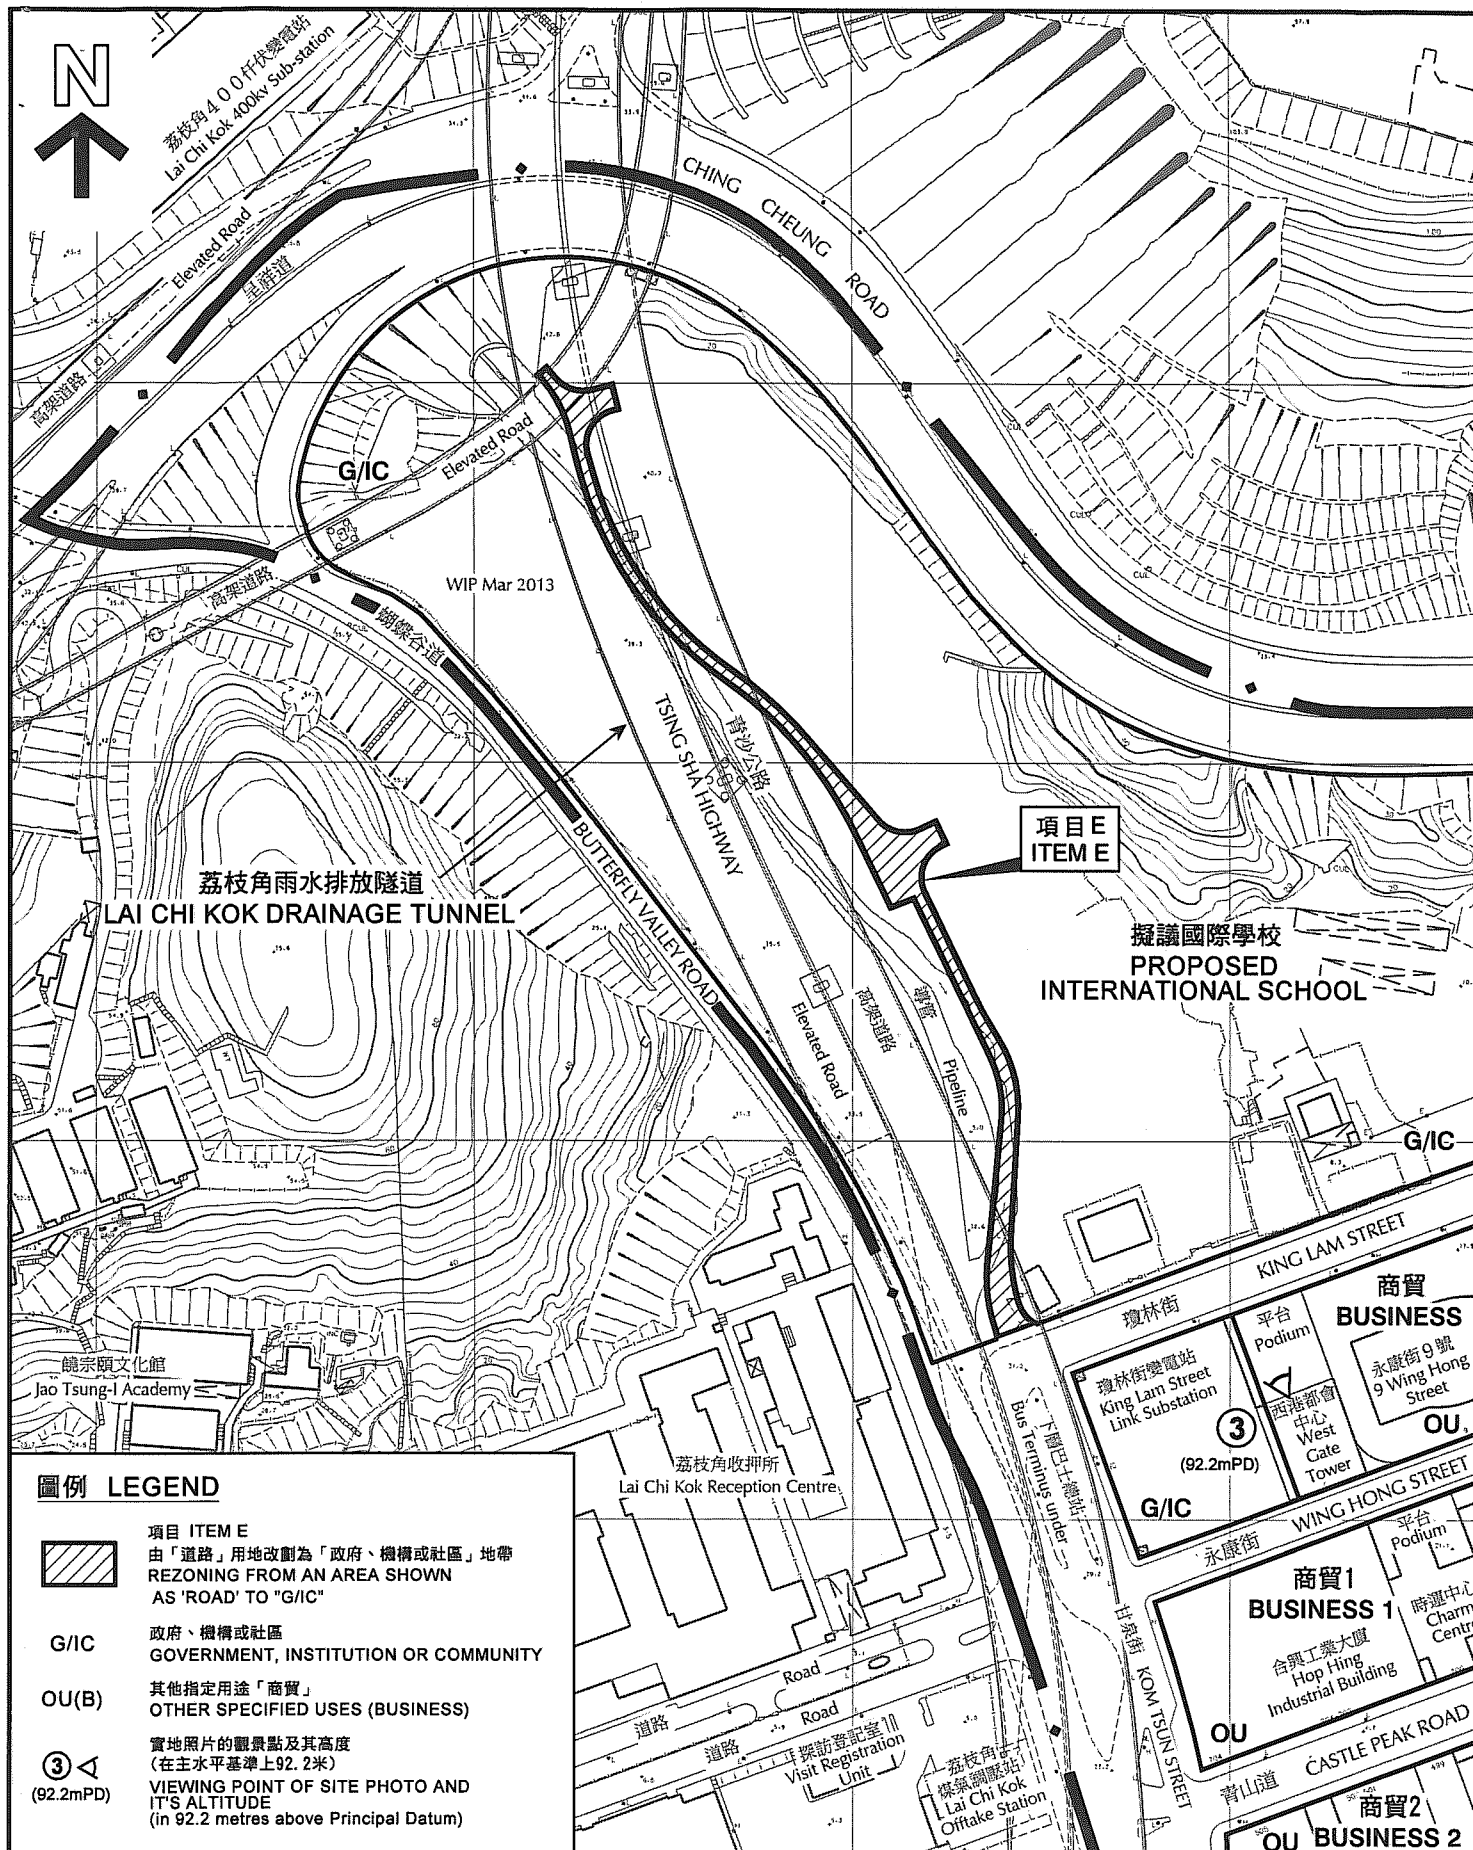 N
荔枝角400仟伏變電站
Lai Chi Kok 400kv Sub-station
Elevated Road
呈祥道
高架道路
CHING CHEUNG ROAD
G/IC
Elevated Road
高架道路
WIP Mar 2013
蝴蝶谷道
TSING SHA HIGHWAY
青沙公路
項目E
ITEM E
荔枝角雨水排放隧道
LAI CHI KOK DRAINAGE TUNNEL
BUTTERFLY VALLEY ROAD
擬議國際學校
PROPOSED
INTERNATIONAL SCHOOL
Elevated Road
高架道路
導管
Pipeline
G/IC
KING LAM STREET
瓊林街
商貿
BUSINESS
平台
Podium
永康街9號
9 Wing Hong
Street
瓊林街變電站
King Lam Street
Link Substation
3
(92.2mPD)
西港都會
中心
West
Gate
Tower
OU
G/IC
WING HONG STREET
永康街
饒宗頤文化館
Jao Tsung-I Academy
荔枝角收押所
Lai Chi Kok Reception Centre
下層巴士總站
Bus Terminus under
平台
Podium
商貿1
BUSINESS 1
合興工業大廈
Hop Hing
Industrial Building
OU
甘泉街 KOM TSUN STREET
青山道 CASTLE PEAK ROAD
商貿2
OU BUSINESS 2
Road
道路
Road
道路
探訪登記室
Visit Registration
Unit
荔枝角
煤氣調壓站
Lai Chi Kok
Offtake Station
圖例 LEGEND
項目 ITEM E
由「道路」用地改劃為「政府、機構或社區」地帶
REZONING FROM AN AREA SHOWN
AS 'ROAD' TO "G/IC"
G/IC
政府、機構或社區
GOVERNMENT, INSTITUTION OR COMMUNITY
OU(B)
其他指定用途「商貿」
OTHER SPECIFIED USES (BUSINESS)
3
(92.2mPD)
實地照片的觀景點及其高度
(在主水平基準上92.2米)
VIEWING POINT OF SITE PHOTO AND
IT'S ALTITUDE
(in 92.2 metres above Principal Datum)